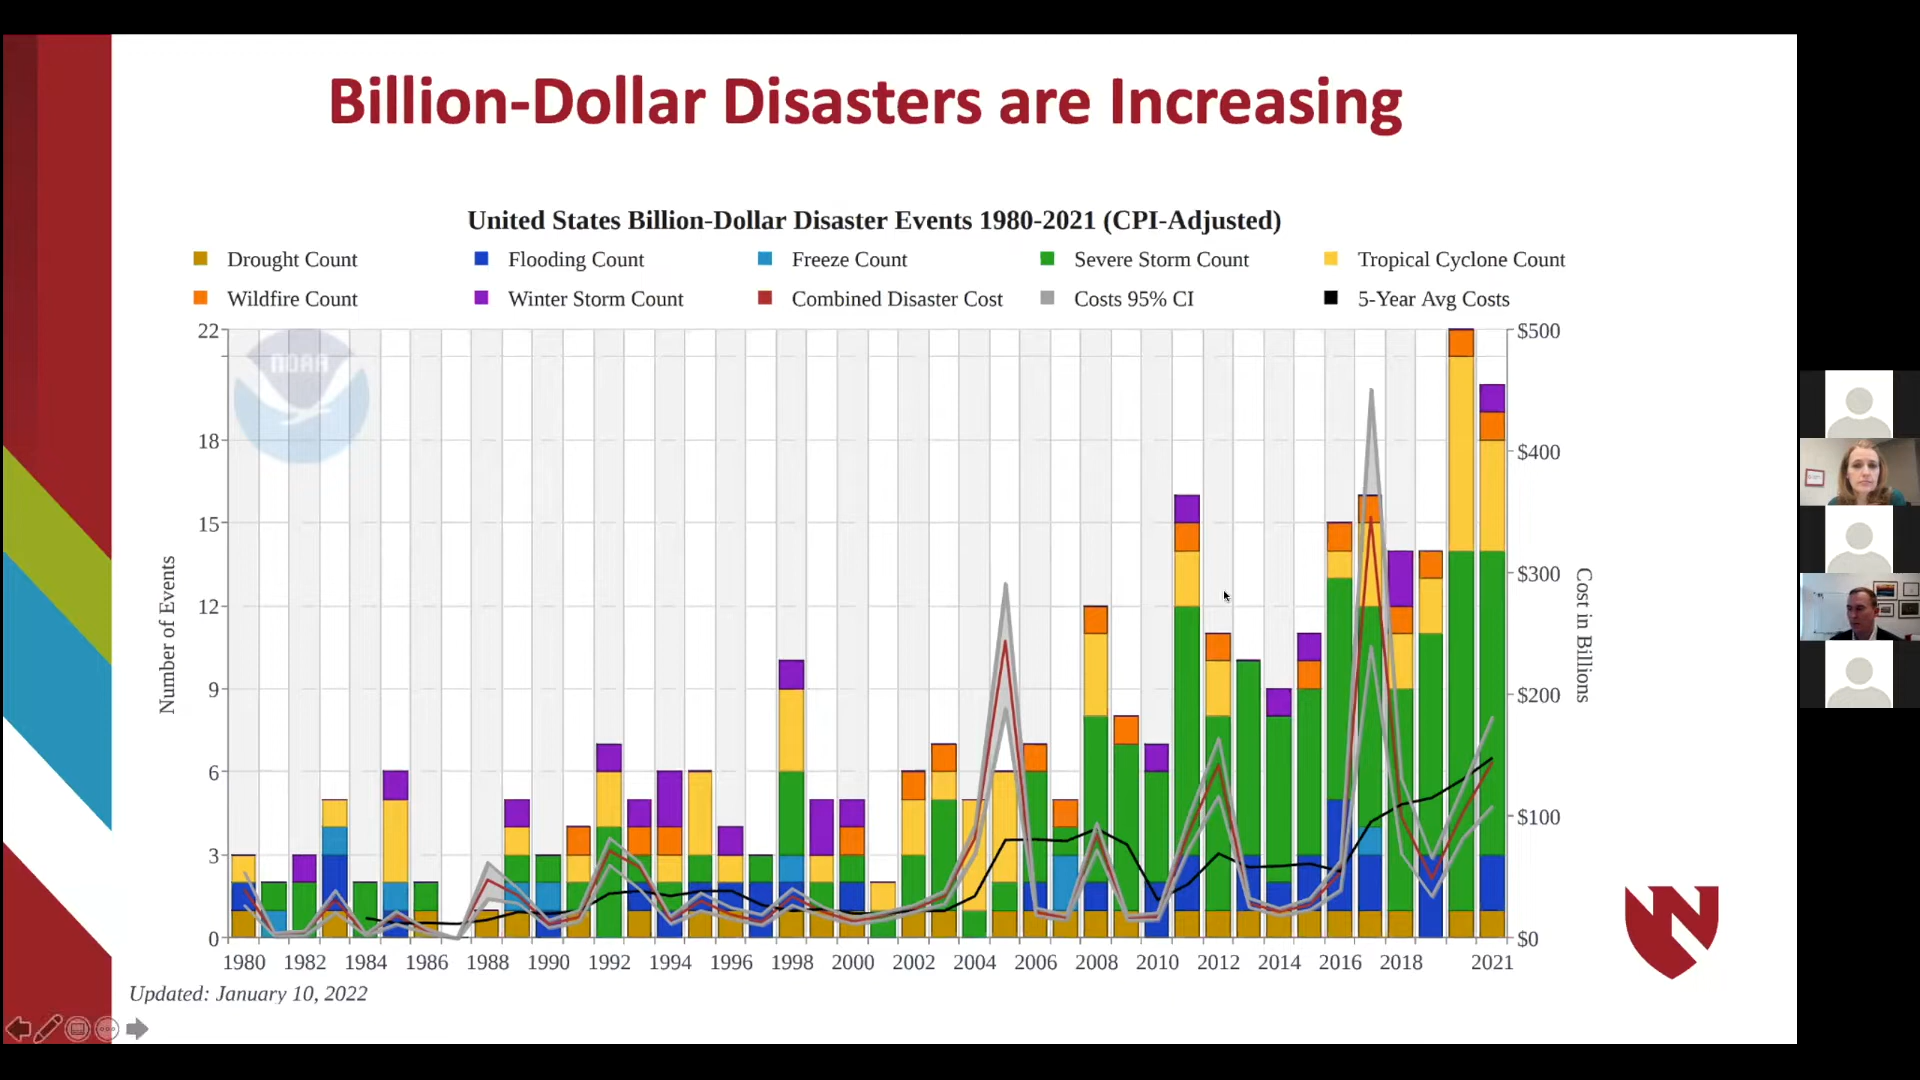 Billion-Dollar Disasters are Increasing
United States Billion-Dollar Disaster Events 1980-2021 (CPI-Adjusted)
Drought Count Flooding Count Freeze Count Severe Storm Count Tropical Cyclone Count
Wildfire Count Winter Storm Count Combined Disaster Cost Costs 95% CI 5-Year Avg Costs
NOAA
22 $500
18 $400
15
12 $300
9 $200
6
3 $100
0 $0
Number of Events
Cost in Billions
1980 1982 1984 1986 1988 1990 1992 1994 1996 1998 2000 2002 2004 2006 2008 2010 2012 2014 2016 2018 2021
Updated: January 10, 2022
N